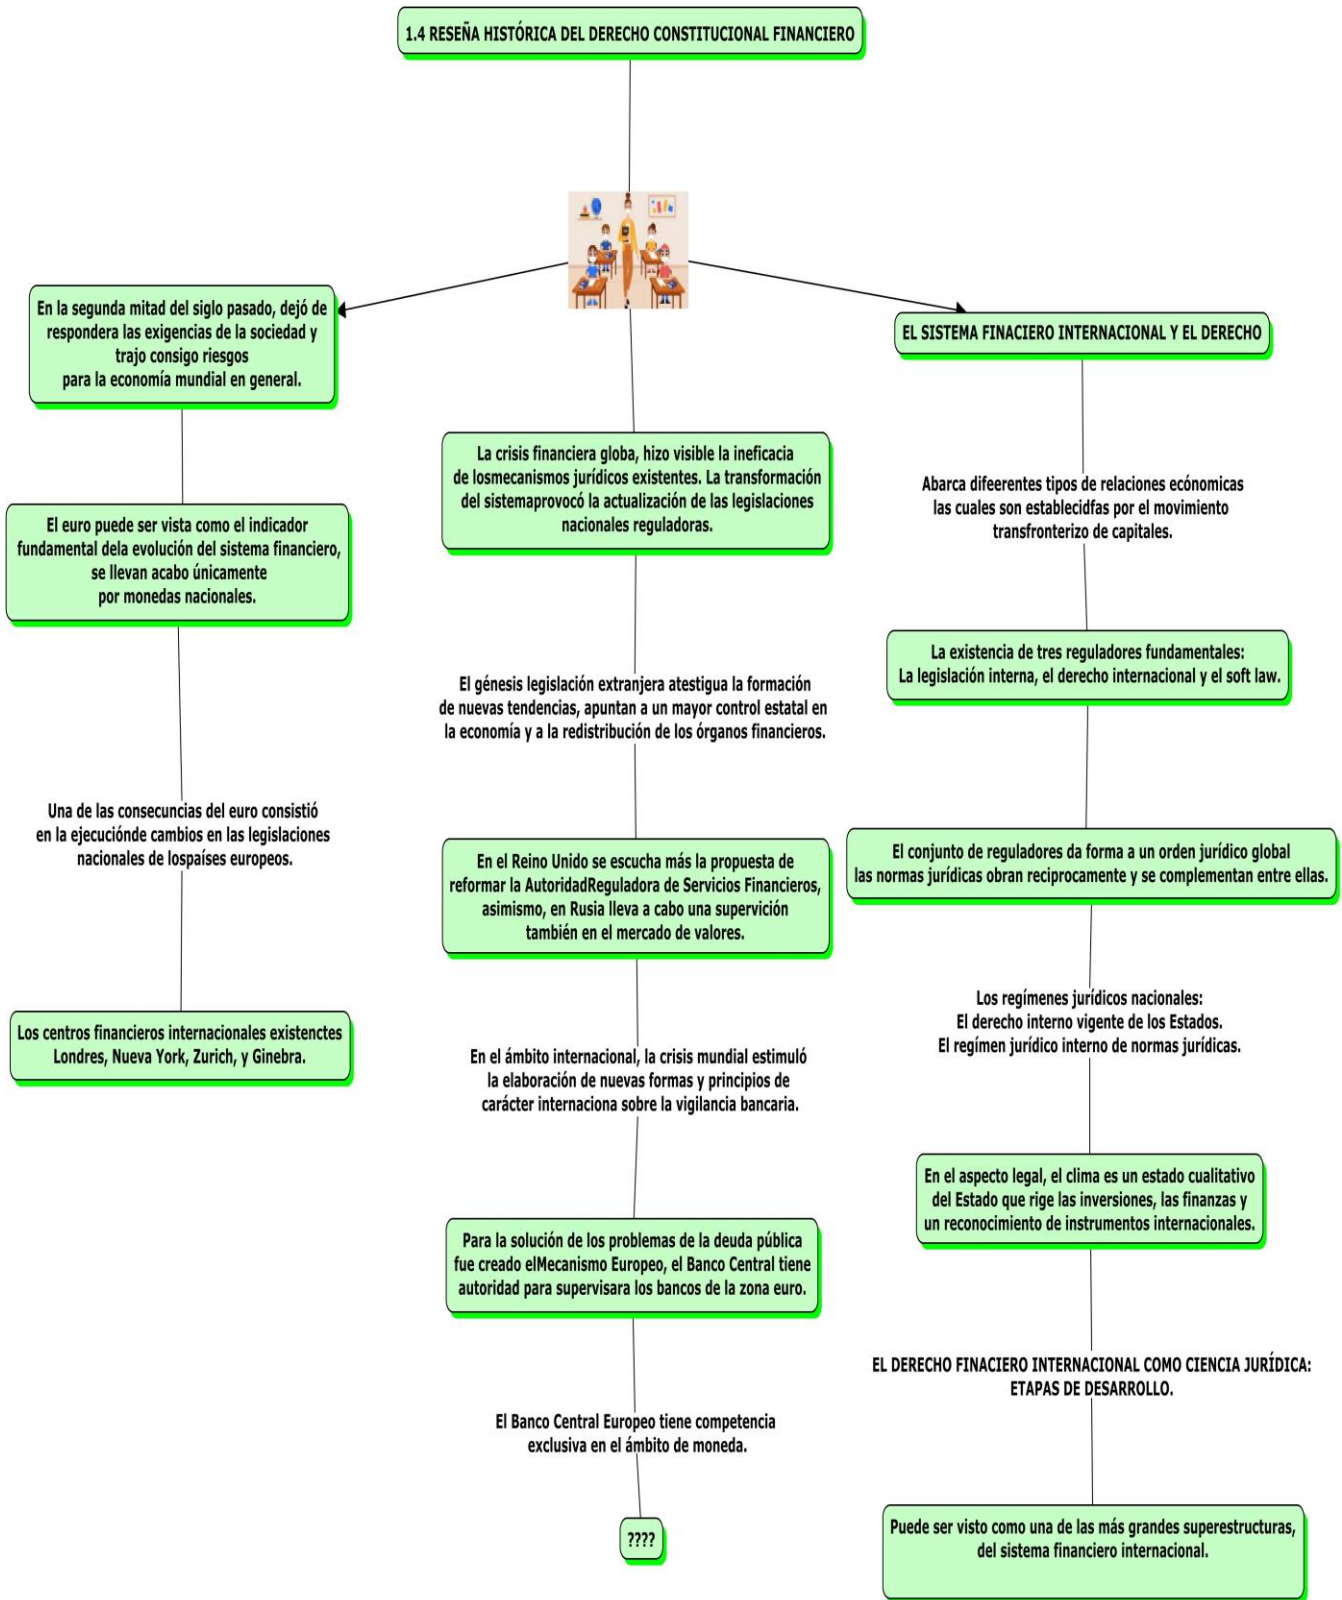 1.4 RESEÑA HISTÓRICA DEL DERECHO CONSTITUCIONAL FINANCIERO
En la segunda mitad del siglo pasado, dejó de
respondera las exigencias de la sociedad y
trajo consigo riesgos
para la economía mundial en general.
El euro puede ser vista como el indicador
fundamental dela evolución del sistema financiero,
se llevan acabo únicamente
por monedas nacionales.
Una de las consecuncias del euro consistió
en la ejecuciónde cambios en las legislaciones
nacionales de lospaíses europeos.
Los centros financieros internacionales existenctes
Londres, Nueva York, Zurich, y Ginebra.
La crisis financiera globa, hizo visible la ineficacia
de losmecanismos jurídicos existentes. La transformación
del sistemaprovocó la actualización de las legislaciones
nacionales reguladoras.
El génesis legislación extranjera atestigua la formación
de nuevas tendencias, apuntan a un mayor control estatal en
la economía y a la redistribución de los órganos financieros.
En el Reino Unido se escucha más la propuesta de
reformar la AutoridadReguladora de Servicios Financieros,
asimismo, en Rusia lleva a cabo una supervición
también en el mercado de valores.
En el ámbito internacional, la crisis mundial estimuló
la elaboración de nuevas formas y principios de
carácter internaciona sobre la vigilancia bancaria.
Para la solución de los problemas de la deuda pública
fue creado elMecanismo Europeo, el Banco Central tiene
autoridad para supervisara los bancos de la zona euro.
El Banco Central Europeo tiene competencia
exclusiva en el ámbito de moneda.
????
EL SISTEMA FINACIERO INTERNACIONAL Y EL DERECHO
Abarca difeerentes tipos de relaciones ecónomicas
las cuales son establecidfas por el movimiento
transfronterizo de capitales.
La existencia de tres reguladores fundamentales:
La legislación interna, el derecho internacional y el soft law.
El conjunto de reguladores da forma a un orden jurídico global
las normas jurídicas obran reciprocamente y se complementan entre ellas.
Los regímenes jurídicos nacionales:
El derecho interno vigente de los Estados.
El regímen jurídico interno de normas jurídicas.
En el aspecto legal, el clima es un estado cualitativo
del Estado que rige las inversiones, las finanzas y
un reconocimiento de instrumentos internacionales.
EL DERECHO FINACIERO INTERNACIONAL COMO CIENCIA JURÍDICA:
ETAPAS DE DESARROLLO.
Puede ser visto como una de las más grandes superestructuras,
del sistema financiero internacional.